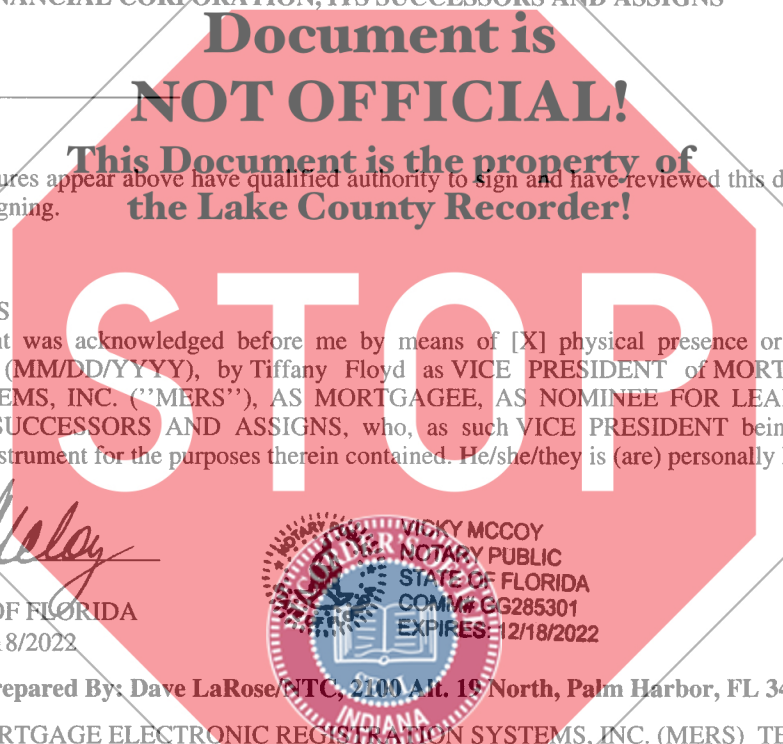 NANCIAL CORPORATION, ITS SUCCESSORS AND ASSIGNS
Document is
NOT OFFICIAL!
This Document is the property of
ures appear above have qualified authority to sign and have reviewed this d
gning.
the Lake County Recorder!
STOP
S
t was acknowledged before me by means of [X] physical presence or
(MM/DD/YYYY), by Tiffany Floyd as VICE PRESIDENT of MORT
EMS, INC. (''MERS''), AS MORTGAGEE, AS NOMINEE FOR LEA
SUCCESSORS AND ASSIGNS, who, as such VICE PRESIDENT bein
strument for the purposes therein contained. He/she/they is (are) personally
NOTARY
OF FLORIDA
VICKY MCCOY
NOTARY PUBLIC
STATE OF FLORIDA
COMM# GG285301
EXPIRES: 12/18/2022
INDIANA
OF FLORIDA
18/2022
repared By: Dave LaRose/NTC, 2100 Alt. 19 North, Palm Harbor, FL 34
RTGAGE ELECTRONIC REGISTRATION SYSTEMS, INC. (MERS)